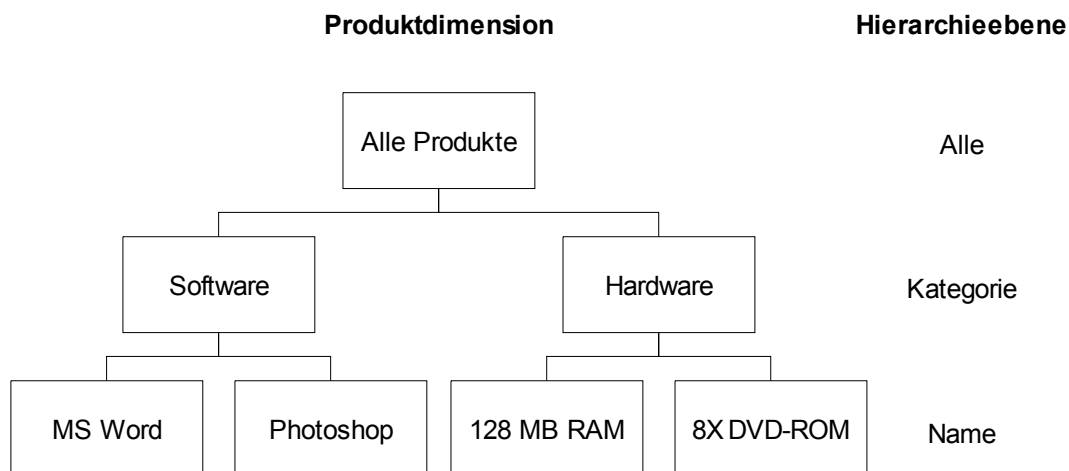 Produktdimension Hierarchieebene
Alle Produkte Alle
Software Hardware Kategorie
MS Word Photoshop 128 MB RAM 8X DVD-ROM Name